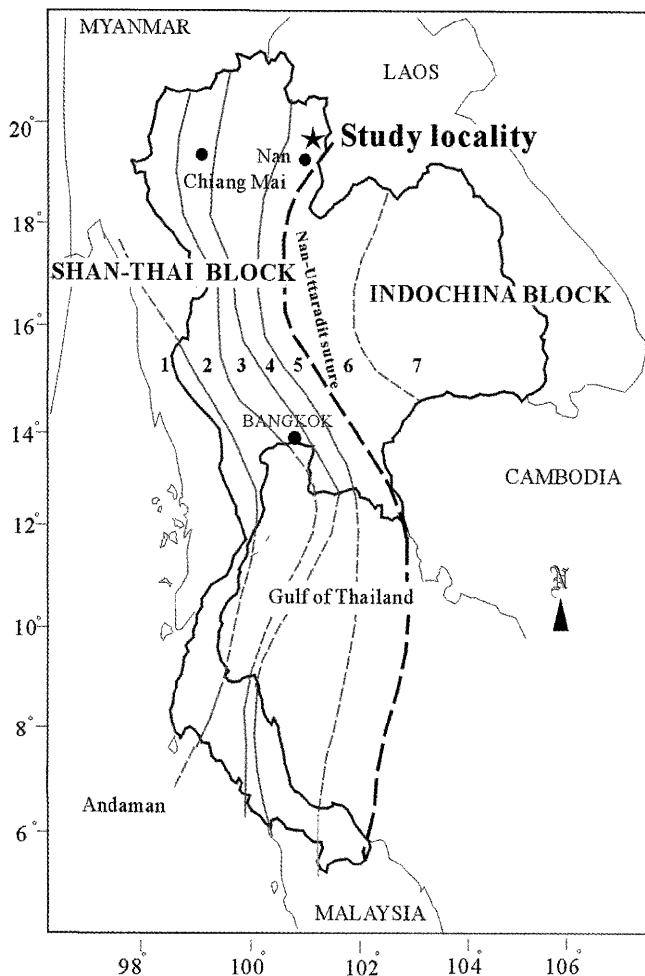 MYANMAR
LAOS
20°
Study locality
Nan
Chiang Mai
18°
SHAN-THAI BLOCK
Nan-Uttaradit suture
INDOCHINA BLOCK
16°
1 2 3 4 5 6 7
14°
BANGKOK
CAMBODIA
12°
N
Gulf of Thailand
10°
8°
Andaman
6°
MALAYSIA
98° 100° 102° 104° 106°